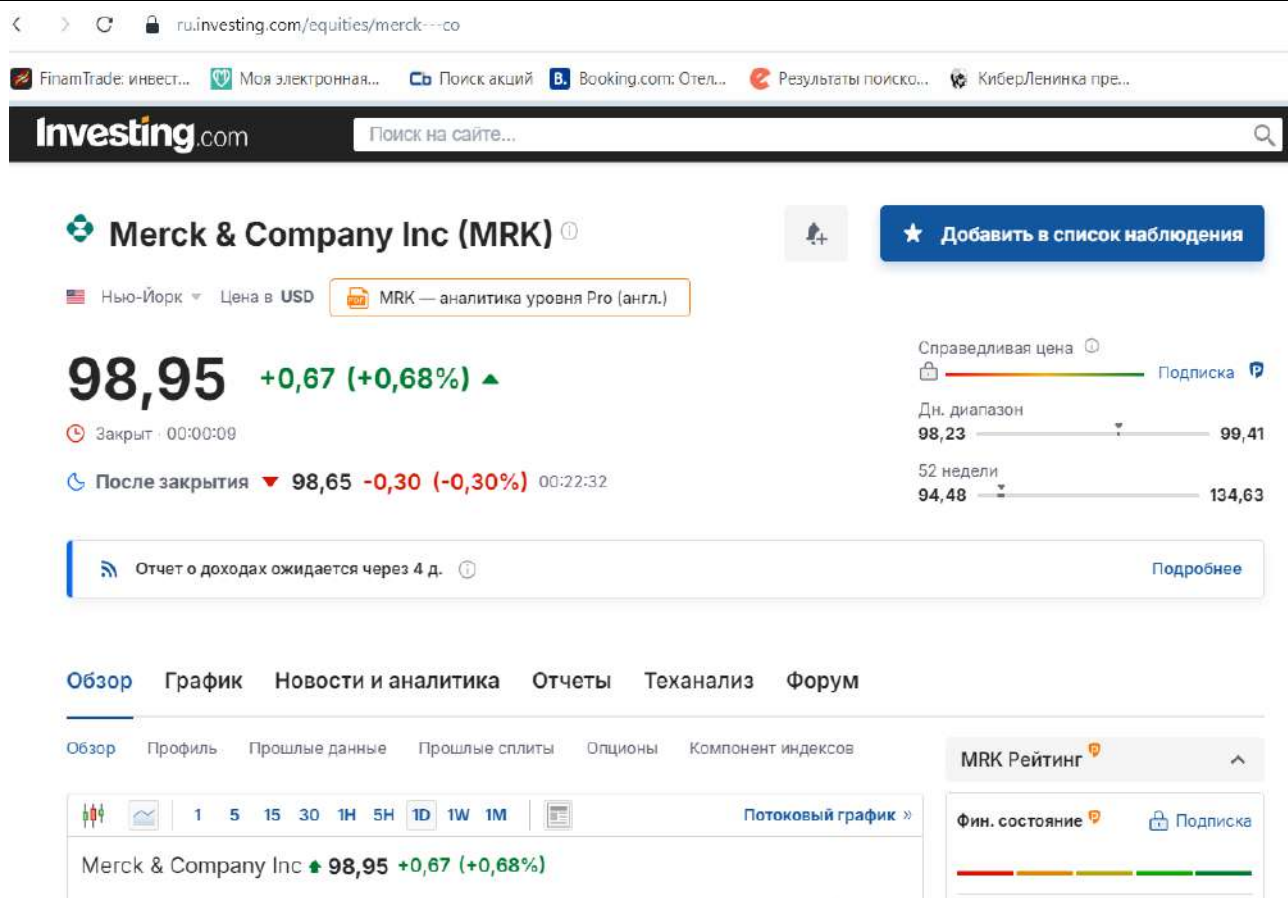 ru.investing.com/equities/merck---co
FinamTrade: инвест... Моя электронная... Cb Поиск акций B. Booking.com: Отел... Результаты поиско... КиберЛенинка пре...
Investing.com Поиск на сайте...
Merck & Company Inc (MRK)
Добавить в список наблюдения
Нью-Йорк Цена в USD PDF MRK — аналитика уровня Pro (англ.)
98,95 +0,67 (+0,68%)
Закрыт · 00:00:09
После закрытия 98,65 -0,30 (-0,30%) 00:22:32
Справедливая цена
Подписка
Дн. диапазон
98,23 99,41
52 недели
94,48 134,63
Отчет о доходах ожидается через 4 д. Подробнее
Обзор График Новости и аналитика Отчеты Теханализ Форум
Обзор Профиль Прошлые данные Прошлые сплиты Опционы Компонент индексов
1 5 15 30 1H 5H 1D 1W 1M Потоковый график »
Merck & Company Inc 98,95 +0,67 (+0,68%)
MRK Рейтинг
Фин. состояние Подписка